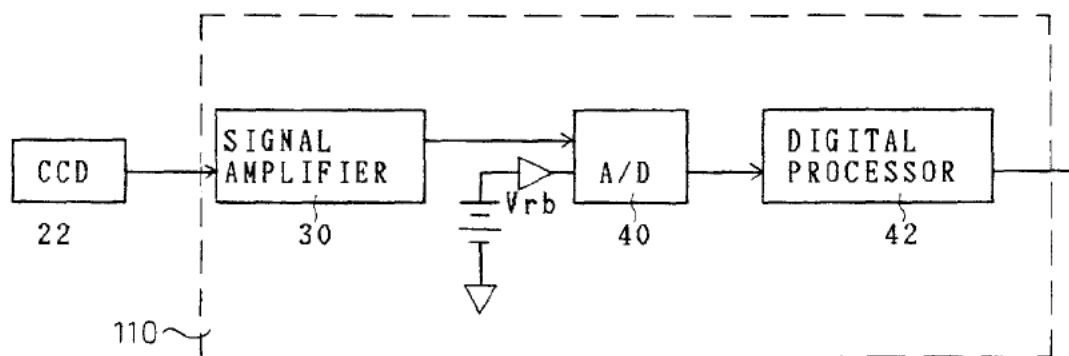 CCD
22
SIGNAL
AMPLIFIER
30
Vrb
A/D
40
DIGITAL
PROCESSOR
42
110